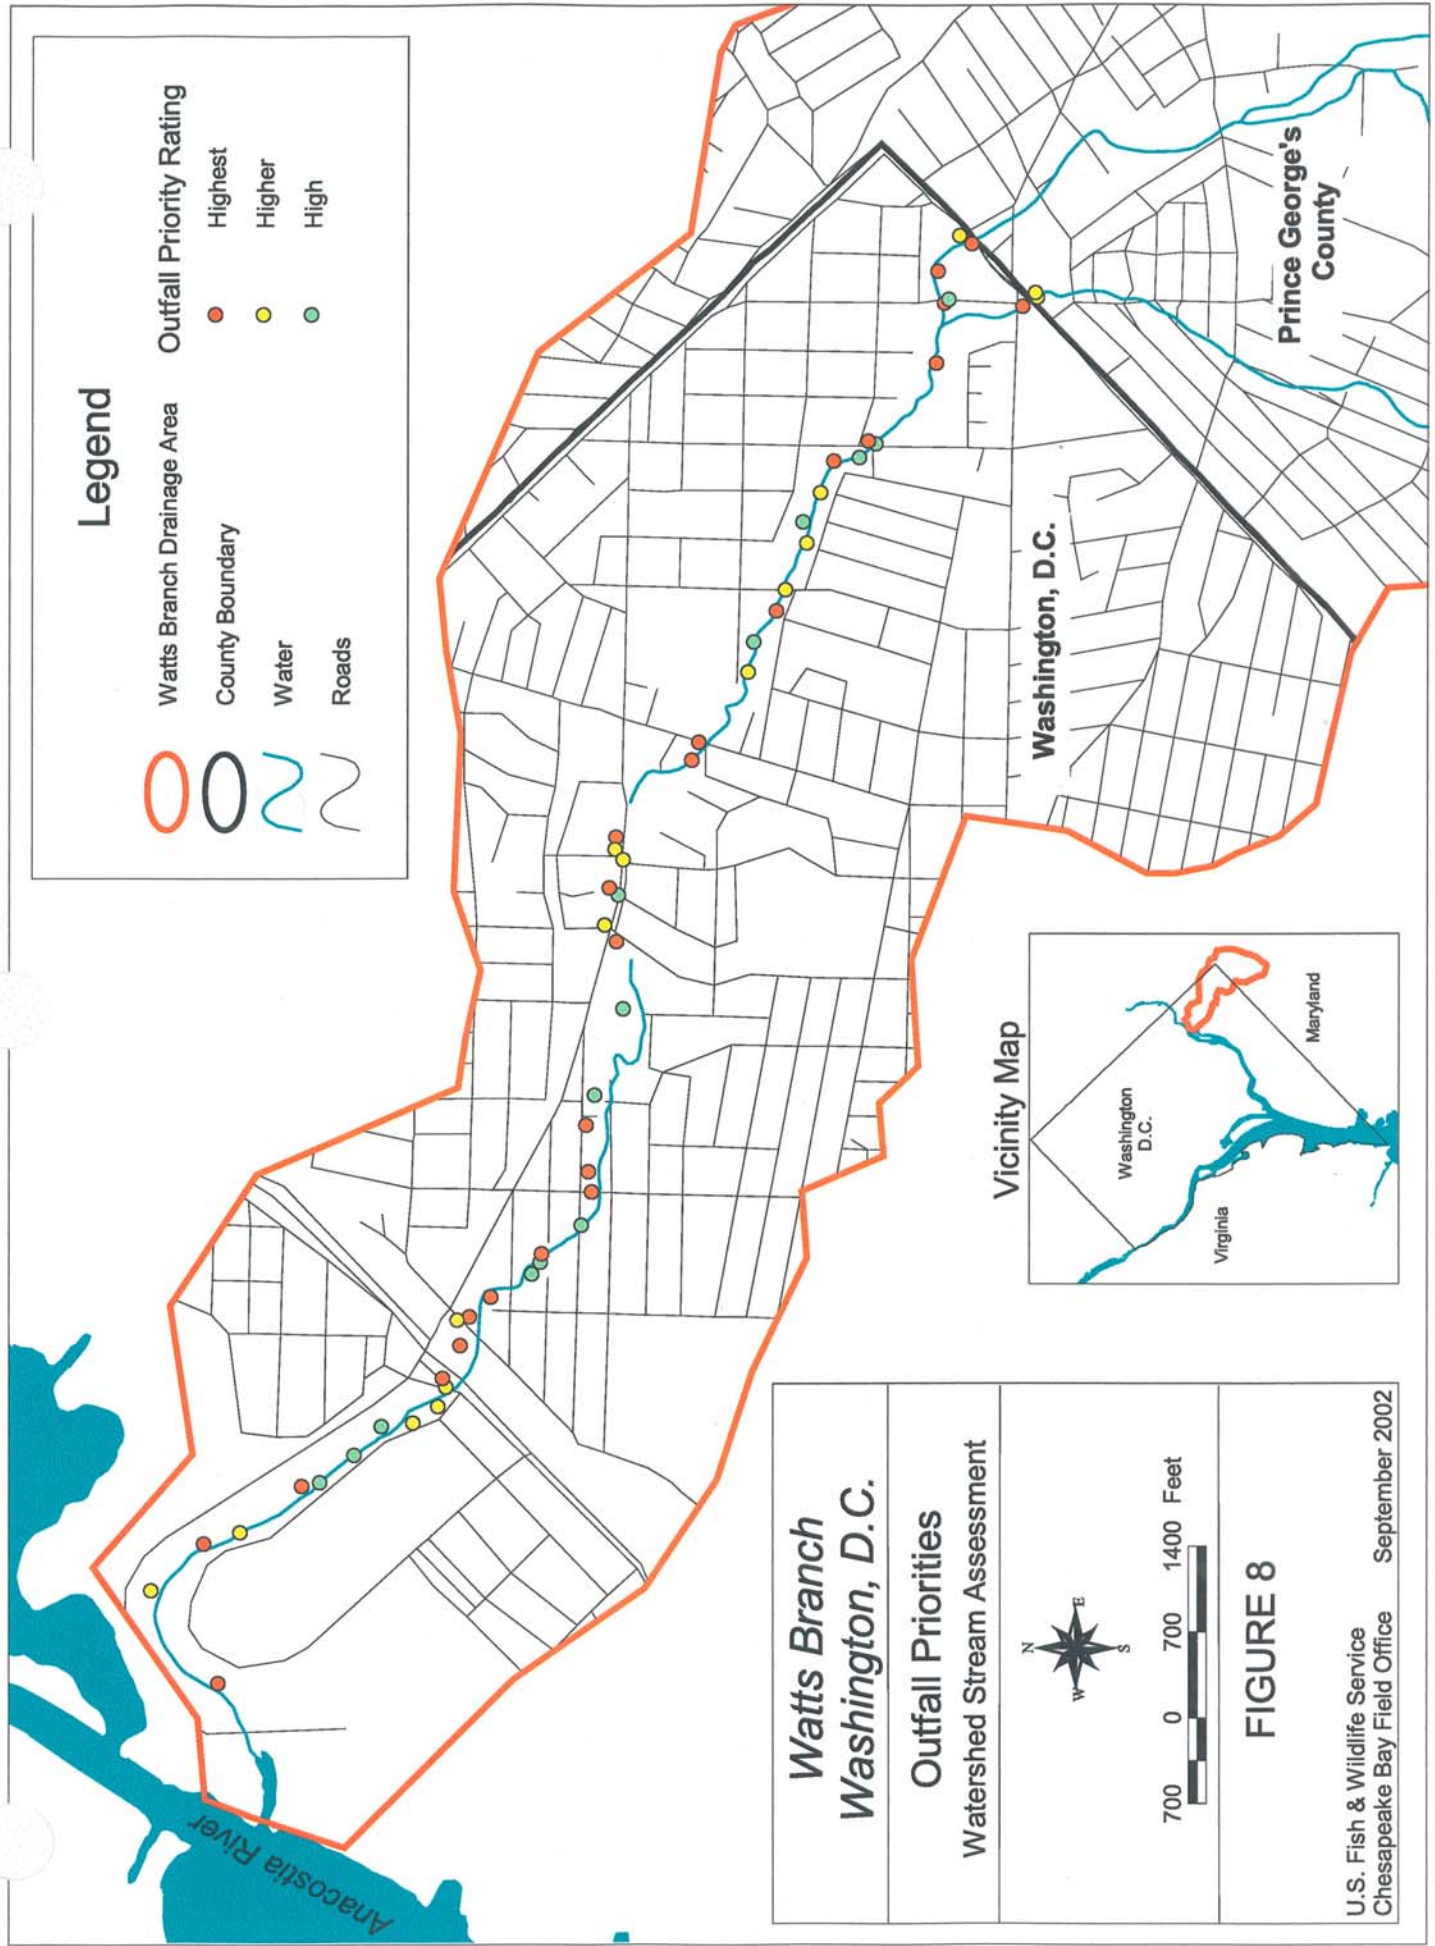 Legend
Watts Branch Drainage Area
County Boundary
Water
Roads
Outfall Priority Rating
Highest
Higher
High
Anacostia River
Washington, D.C.
Prince George's
County
Vicinity Map
Washington
D.C.
Virginia
Maryland
Watts Branch
Washington, D.C.
Outfall Priorities
Watershed Stream Assessment
N
W
E
S
700 0 700 1400 Feet
FIGURE 8
U.S. Fish & Wildlife Service
Chesapeake Bay Field Office September 2002